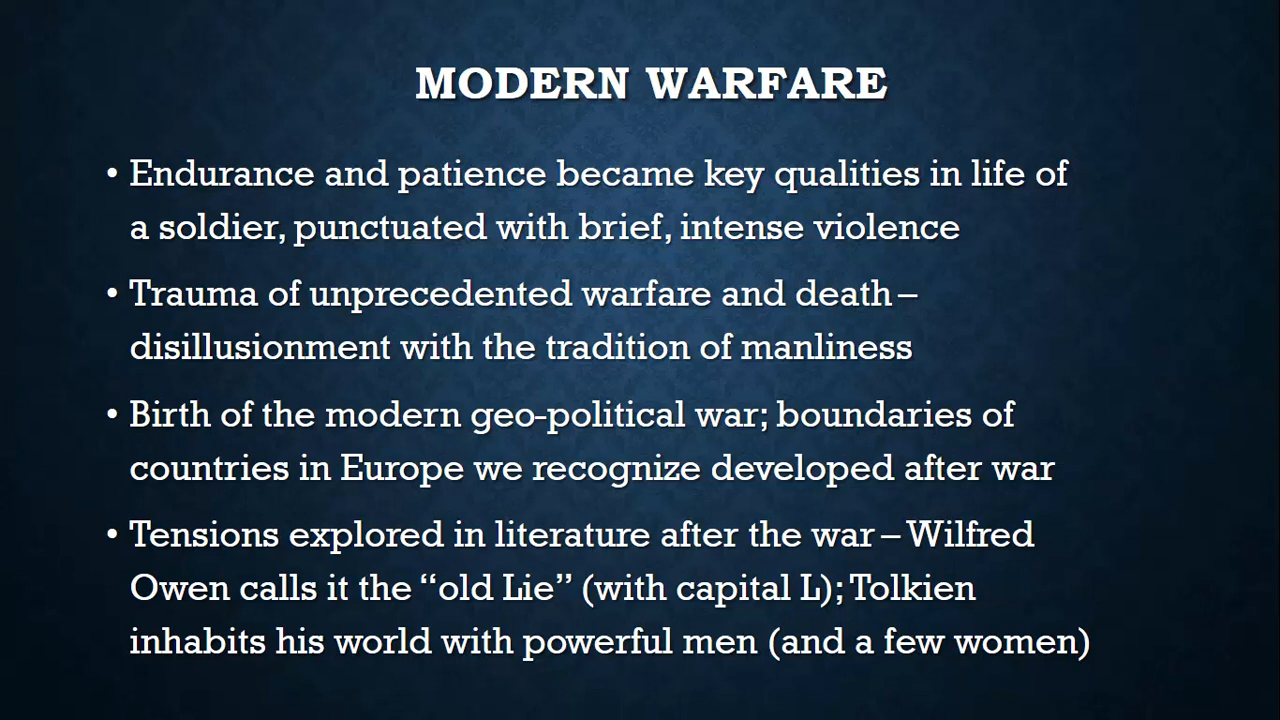 MODERN WARFARE
• Endurance and patience became key qualities in life of
a soldier, punctuated with brief, intense violence
• Trauma of unprecedented warfare and death –
disillusionment with the tradition of manliness
• Birth of the modern geo-political war; boundaries of
countries in Europe we recognize developed after war
• Tensions explored in literature after the war – Wilfred
Owen calls it the “old Lie” (with capital L); Tolkien
inhabits his world with powerful men (and a few women)